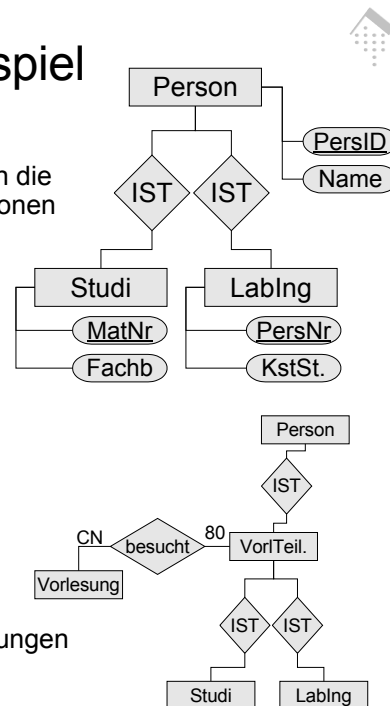 spiel
n die
onen
Person
PersID
Name
IST IST
Studi LabIng
MatNr PersNr
Fachb KstSt.
Person
IST
CN besucht 80 VorlTeil.
Vorlesung
IST IST
ungen
Studi LabIng